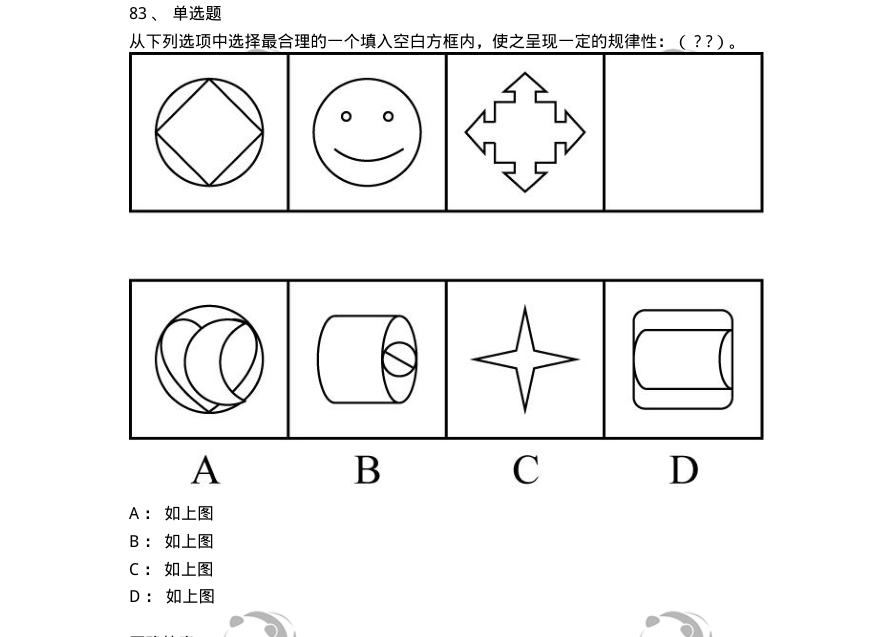 83 、 单选题
从下列选项中选择最合理的一个填入空白方框内，使之呈现一定的规律性：（ ? ? ）。
A B C D
A ： 如上图
B ： 如上图
C ： 如上图
D ： 如上图